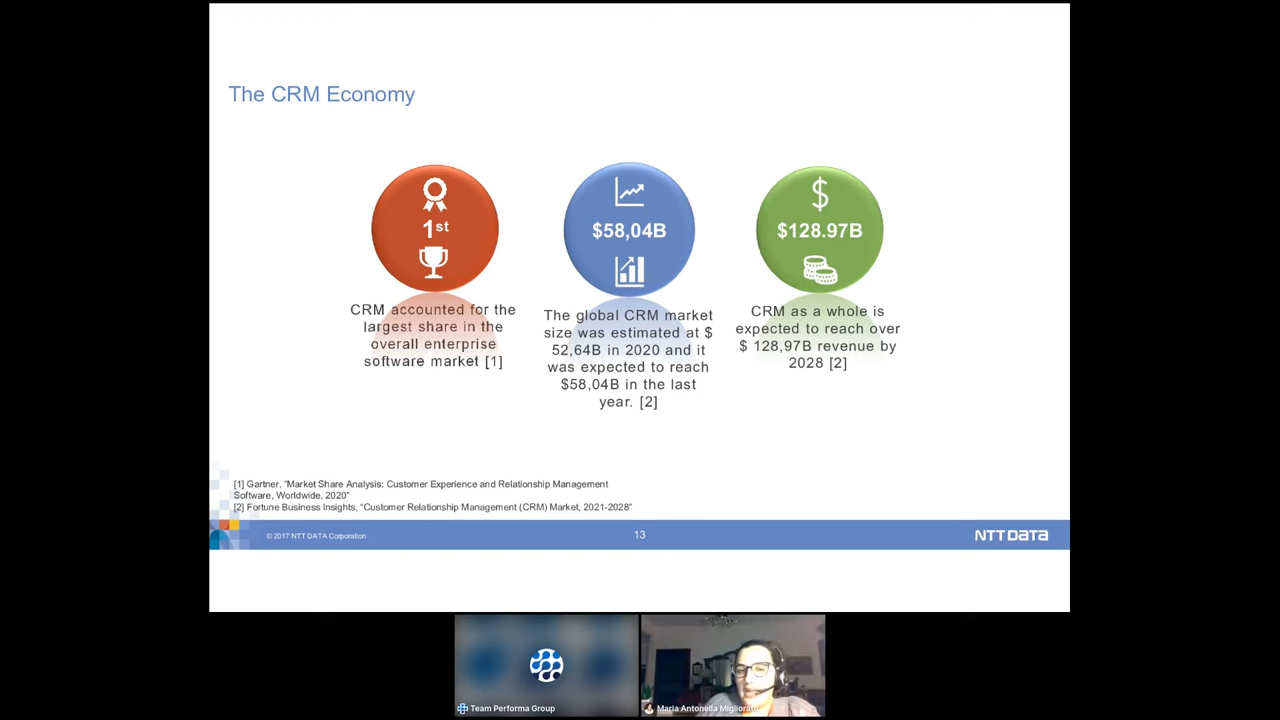 The CRM Economy
1st
CRM accounted for the
largest share in the
overall enterprise
software market [1]
$58,04B
The global CRM market
size was estimated at $
52,64B in 2020 and it
was expected to reach
$58,04B in the last
year. [2]
$128.97B
CRM as a whole is
expected to reach over
$ 128,97B revenue by
2028 [2]
[1] Gartner, "Market Share Analysis: Customer Experience and Relationship Management
Software, Worldwide, 2020"
[2] Fortune Business Insights, "Customer Relationship Management (CRM) Market, 2021-2028"
© 2017 NTT DATA Corporation
13
NTT DATA
Team Performa Group
Maria Antonella Migliorato